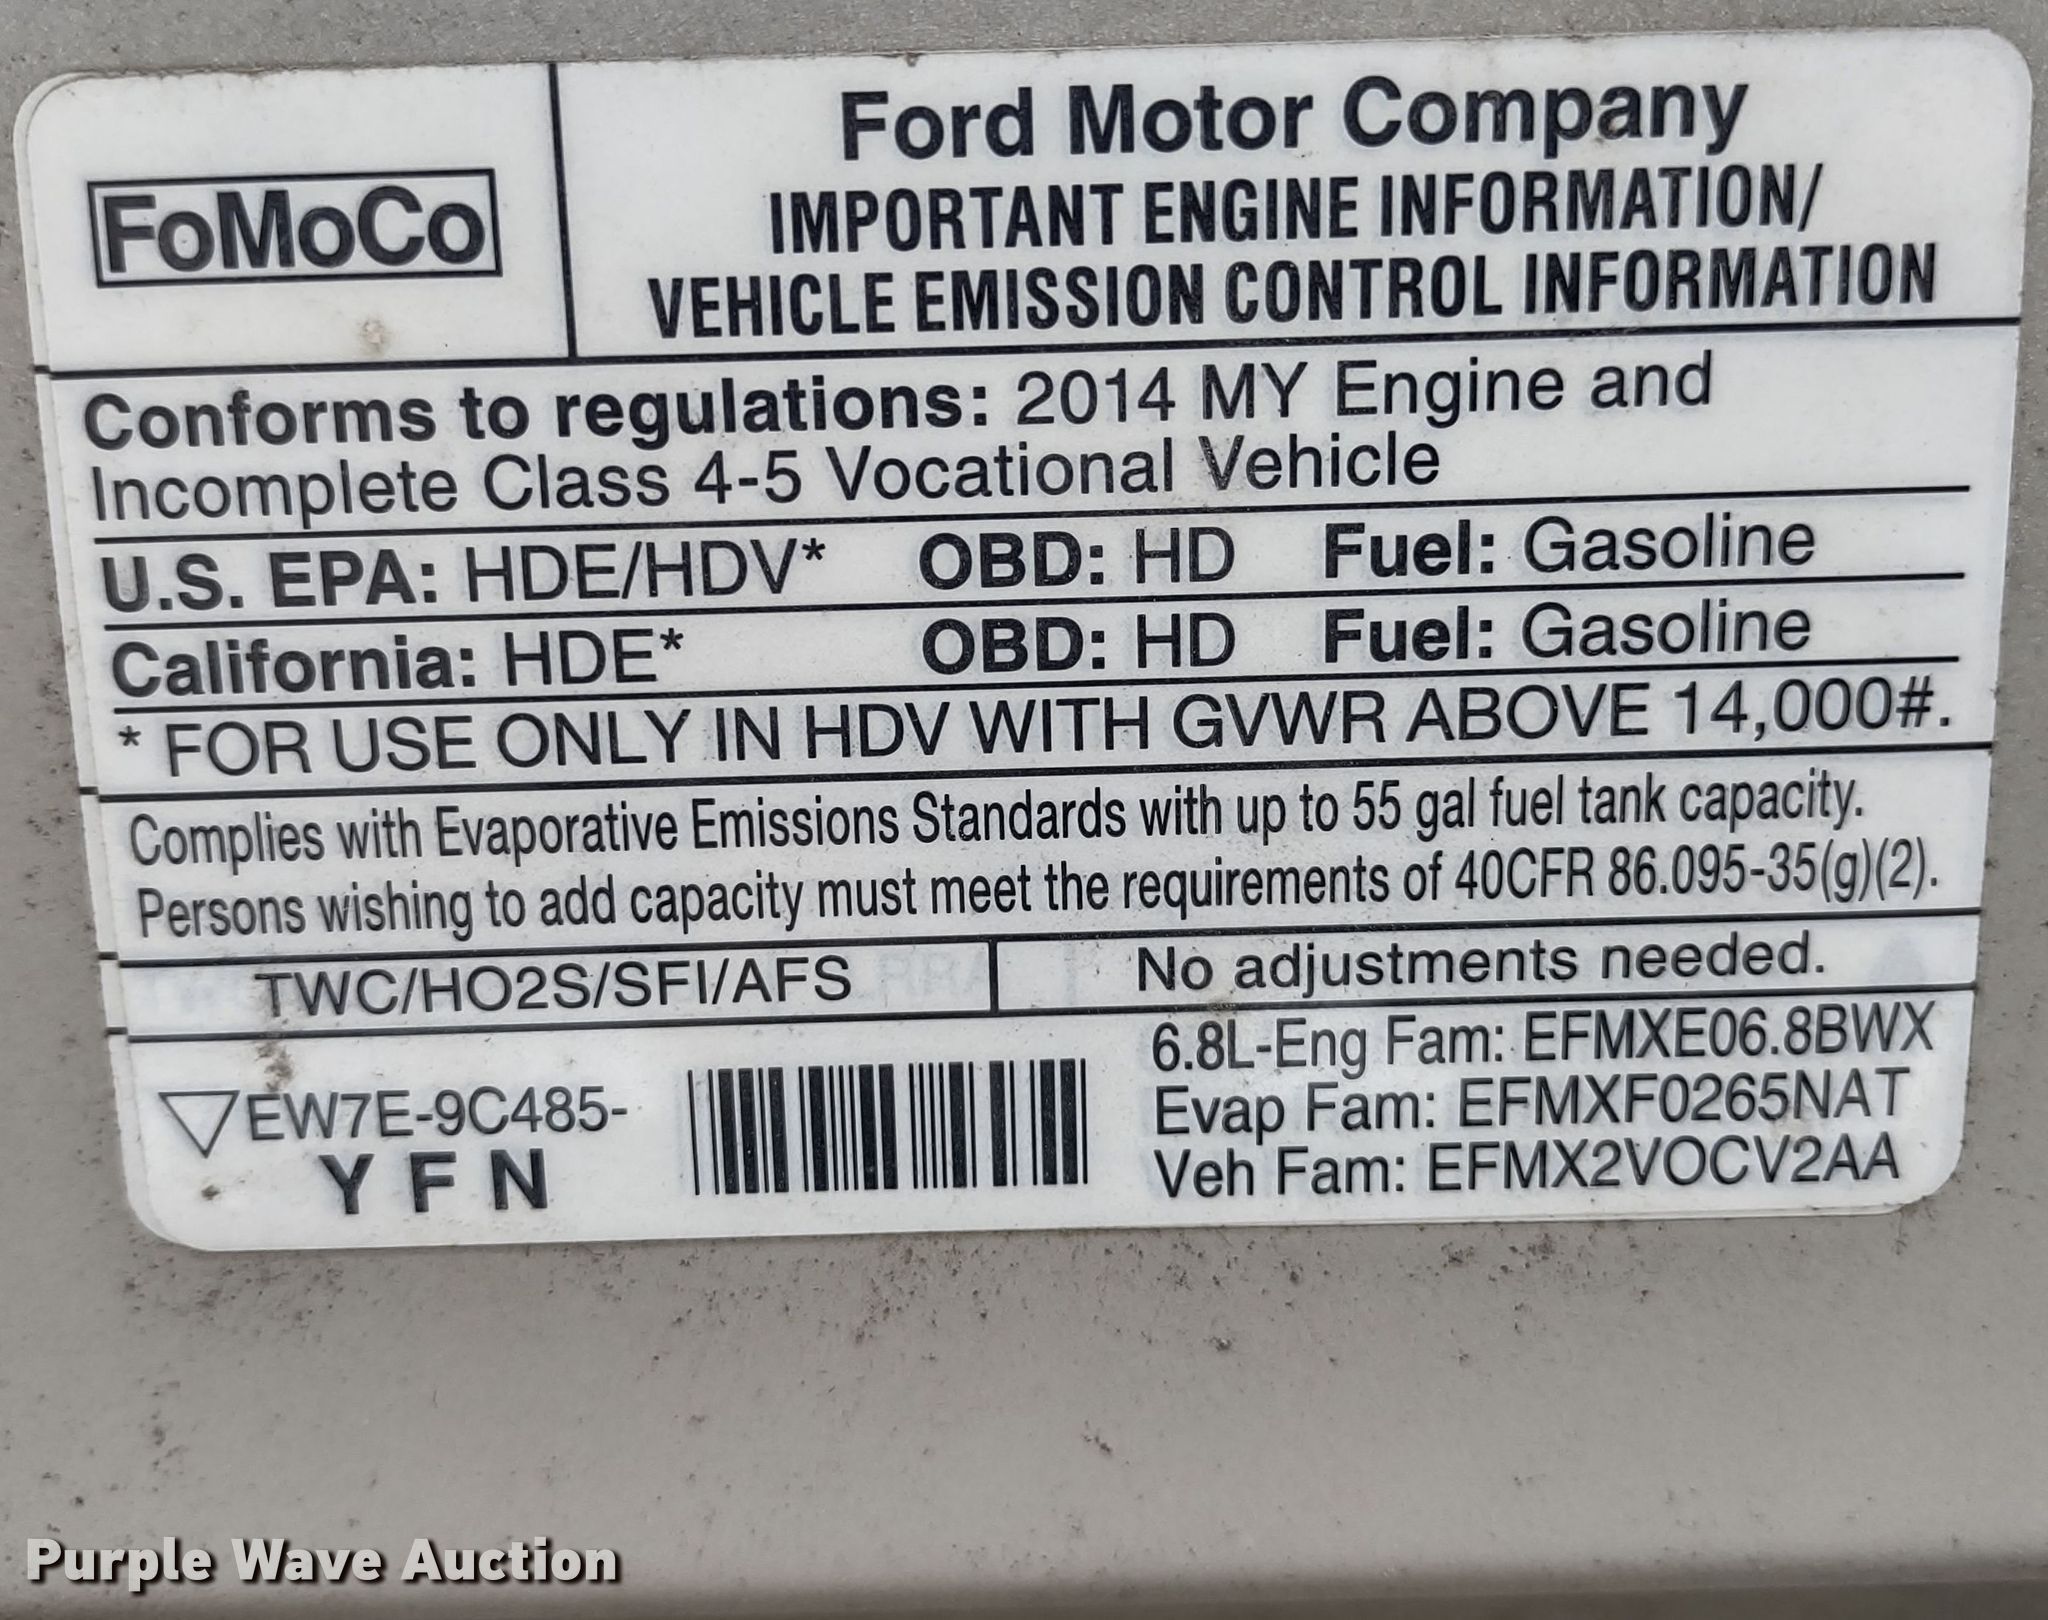 FoMoCo
Ford Motor Company
IMPORTANT ENGINE INFORMATION/
VEHICLE EMISSION CONTROL INFORMATION
Conforms to regulations: 2014 MY Engine and
Incomplete Class 4-5 Vocational Vehicle
U.S. EPA: HDE/HDV* OBD: HD Fuel: Gasoline
California: HDE* OBD: HD Fuel: Gasoline
* FOR USE ONLY IN HDV WITH GVWR ABOVE 14,000#.
Complies with Evaporative Emissions Standards with up to 55 gal fuel tank capacity.
Persons wishing to add capacity must meet the requirements of 40CFR 86.095-35(g)(2).
TWC/HO2S/SFI/AFS
No adjustments needed.
EW7E-9C485-
Y F N
6.8L-Eng Fam: EFMXE06.8BWX
Evap Fam: EFMXF0265NAT
Veh Fam: EFMX2VOCV2AA
Purple Wave Auction